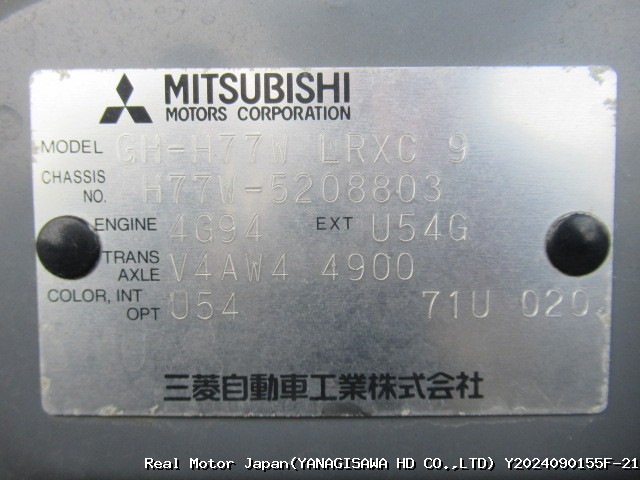 MITSUBISHI
MOTORS CORPORATION
MODEL GH-H77W LRXC 9
CHASSIS NO. H77W-5208803
ENGINE 4G94 EXT U54G
TRANS AXLE V4AW4 4900
COLOR, INT OPT U54 71U 020
U
三菱自動車工業株式会社
Real Motor Japan(YANAGISAWA HD CO.,LTD) Y2024090155F-21